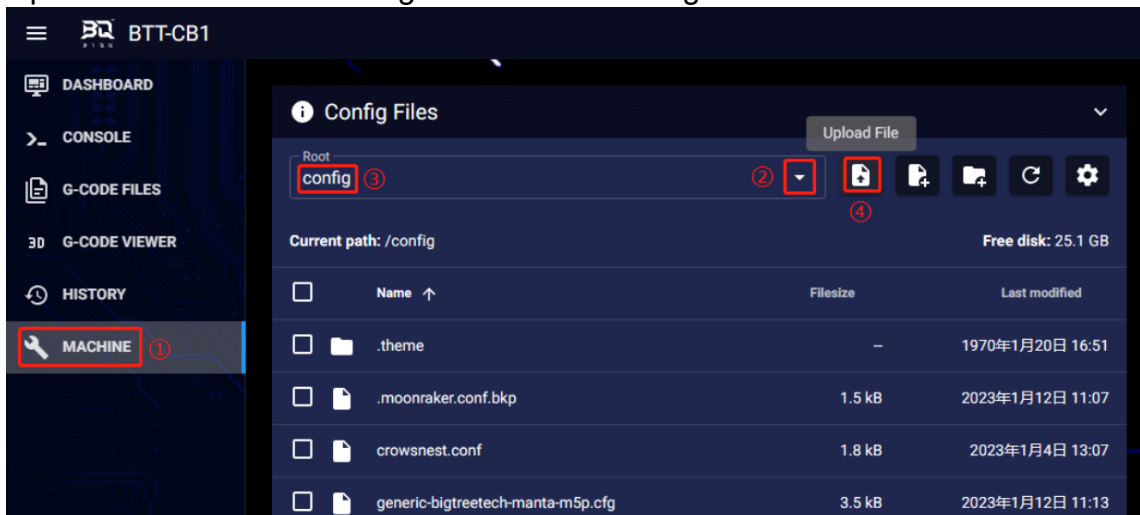 BQ BTT-CB1
DASHBOARD
CONSOLE
G-CODE FILES
3D G-CODE VIEWER
HISTORY
MACHINE ①
Config Files
Upload File
Root
config ③
②
④
Current path: /config Free disk: 25.1 GB
Name Filesize Last modified
.theme -- 1970年1月20日 16:51
.moonraker.conf.bkp 1.5 kB 2023年1月12日 11:07
crowsnest.conf 1.8 kB 2023年1月4日 13:07
generic-bigtreetech-manta-m5p.cfg 3.5 kB 2023年1月12日 11:13